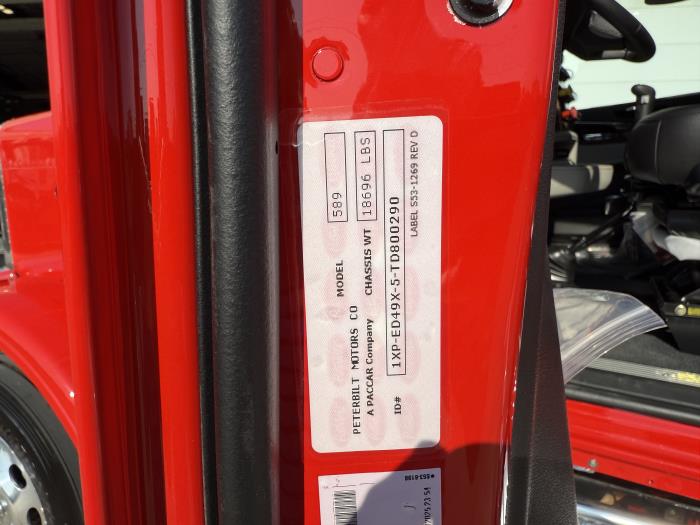 PETERBILT MOTORS CO MODEL 589
A PACCAR Company CHASSIS WT 18696 LBS
ID# 1XP-ED49X-5-TD800290
LABEL S53-1269 REV D